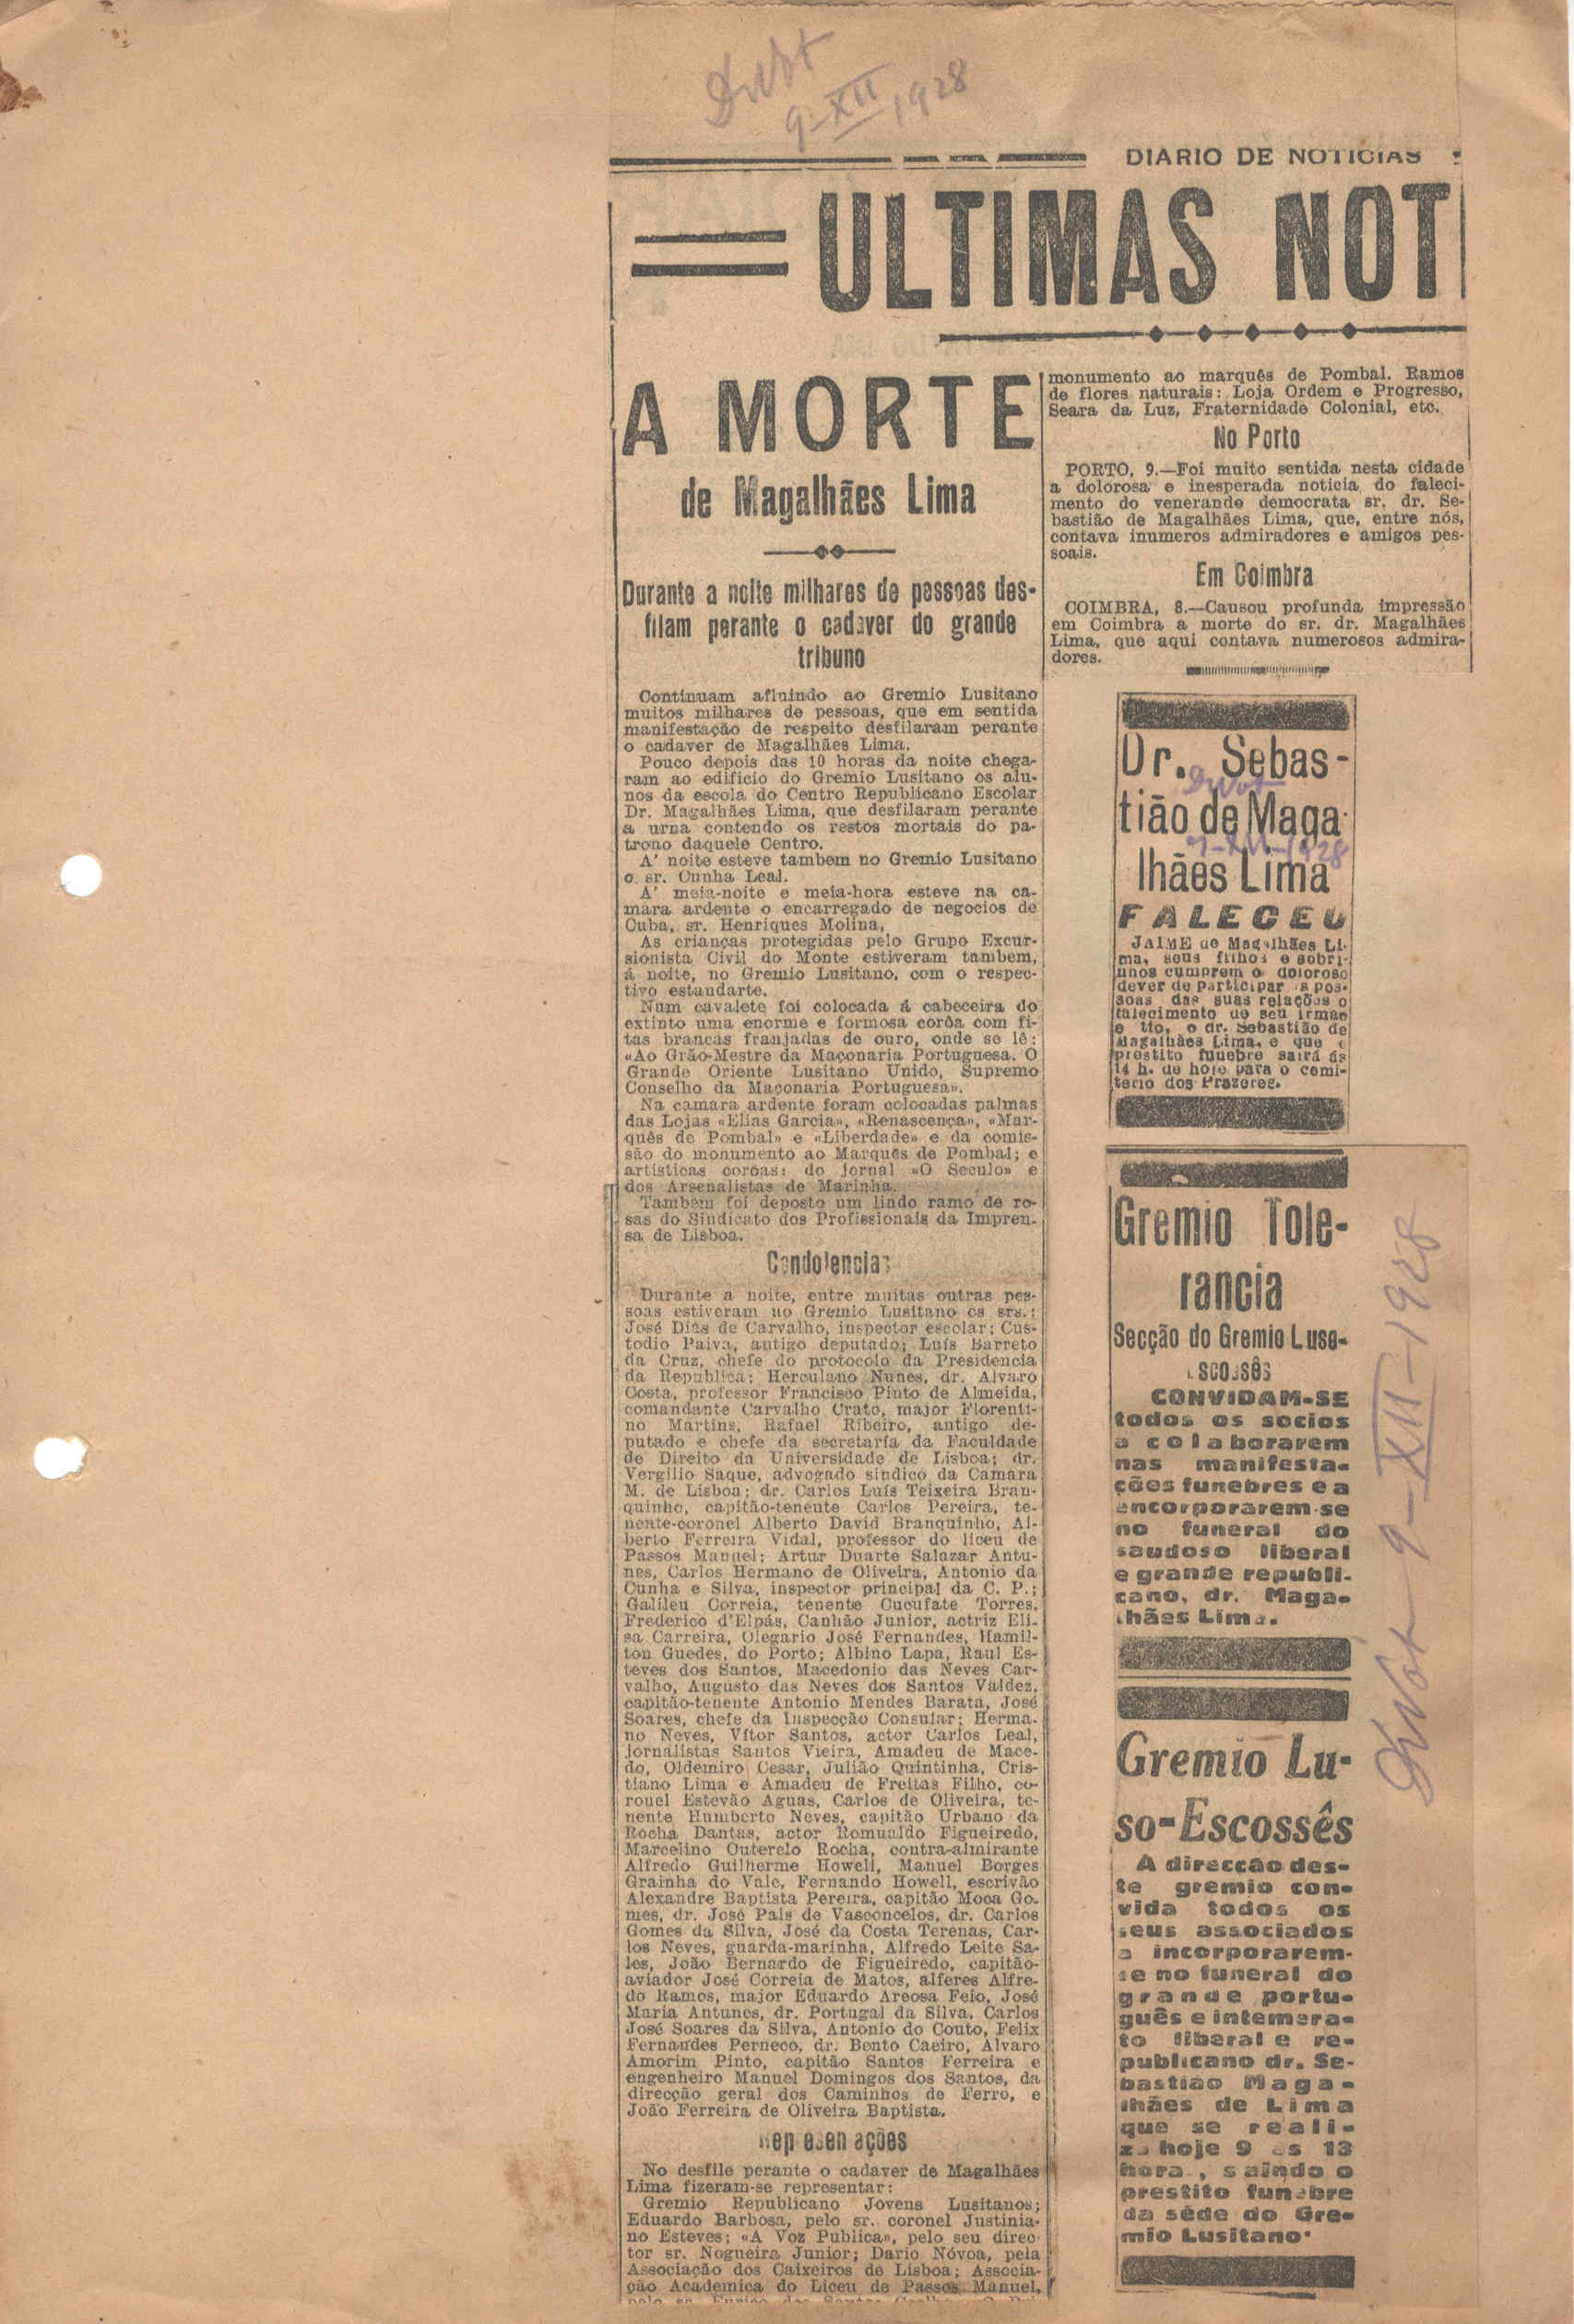 9-XII, 1928
DIARIO DE NOTICIAS
ULTIMAS NOT
A MORTE
de Magalhães Lima
Durante a noite milhares de pessoas des-
filam perante o cadaver do grande
tribuno
Continuam afluindo ao Gremio Lusitano
muitos milhares de pessoas, que em sentida
manifestação de respeito desfilaram perante
o cadaver de Magalhães Lima.
Pouco depois das 10 horas da noite chega-
ram ao edificio do Gremio Lusitano os alu-
nos da escola do Centro Republicano Escolar
Dr. Magalhães Lima, que desfilaram perante
a urna contendo os restos mortais do pa-
trono daquele Centro.
A' noite esteve tambem no Gremio Lusitano
o sr. Cunha Leal.
A' meia-noite e meia-hora esteve na ca-
mara ardente o encarregado de negocios de
Cuba, sr. Henriques Molina,
As crianças protegidas pelo Grupo Excur-
sionista Civil do Monte estiveram tambem,
á noite, no Gremio Lusitano, com o respec-
tivo estandarte.
Num cavalete foi colocada á cabeceira do
extinto uma enorme e formosa corôa com fi-
tas brancas franjadas de ouro, onde se lê:
«Ao Grão-Mestre da Maçonaria Portuguesa. O
Grande Oriente Lusitano Unido, Supremo
Conselho da Maçonaria Portuguesa».
Na camara ardente foram colocadas palmas
das Lojas «Elias Garcia», «Renascença», «Mar-
quês de Pombal» e «Liberdade» e da comis-
são do monumento ao Marquês de Pombal; e
artísticas corôas: do jornal «O Seculo» e
dos Arsenalistas de Marinha.
Também foi deposto um lindo ramo de ro-
sas do Sindicato dos Profissionais da Impren-
sa de Lisboa.
Condolencias
Durante a noite, entre muitas outras pes-
soas estiveram no Gremio Lusitano os srs.:
José Dias de Carvalho, inspector escolar; Cus-
todio Paiva, antigo deputado; Luís Barreto
da Cruz, chefe do protocolo da Presidencia
da Republica; Herculano Nunes, dr. Alvaro
Costa, professor Francisco Pinto de Almeida,
comandante Carvalho Crato, major Florenti-
no Martins, Rafael Ribeiro, antigo de-
putado e chefe da secretaría da Faculdade
de Direito da Universidade de Lisboa; dr.
Vergilio Saque, advogado sindico da Camara
M. de Lisboa; dr. Carlos Luís Teixeira Bran-
quinho, capitão-tenente Carlos Pereira, te-
nente-coronel Alberto David Branquinho, Al-
berto Ferreira Vidal, professor do liceu de
Passos Manuel; Artur Duarte Salazar Antu-
nes, Carlos Hermano de Oliveira, Antonio da
Cunha e Silva, inspector principal da C. P.;
Galileu Correia, tenente Cucufate Torres,
Frederico d'Elpás, Canhão Junior, actriz Eli-
sa Carreira, Olegario José Fernandes, Hamil-
ton Guedes, do Porto; Albino Lapa, Raul Es-
teves dos Santos, Macedonio das Neves Car-
valho, Augusto das Neves dos Santos Valdez,
capitão-tenente Antonio Mendes Barata, José
Soares, chefe da Inspecção Consular; Herma-
no Neves, Vítor Santos, actor Carlos Leal,
jornalistas Santos Vieira, Amadeu de Mace-
do, Oldemiro Cesar, Julião Quintinha, Cris-
tiano Lima e Amadeu de Freitas Filho, co-
ronel Estevão Aguas, Carlos de Oliveira, te-
nente Humberto Neves, capitão Urbano da
Rocha Dantas, actor Romualdo Figueiredo,
Marcelino Outerelo Rocha, contra-almirante
Alfredo Guilherme Howell, Manuel Borges
Grainha do Vale, Fernando Howell, escrivão
Alexandre Baptista Pereira, capitão Moca Go-
mes, dr. José Pais de Vasconcelos, dr. Carlos
Gomes da Silva, José da Costa Terenas, Car-
los Neves, guarda-marinha, Alfredo Leite Sa-
les, João Bernardo de Figueiredo, capitão-
aviador José Correia de Matos, alferes Alfre-
do Ramos, major Eduardo Areosa Feio, José
Maria Antunes, dr. Portugal da Silva, Carlos
José Soares da Silva, Antonio do Couto, Felix
Fernandes Perneco, dr. Bento Caeiro, Alvaro
Amorim Pinto, capitão Santos Ferreira e
engenheiro Manuel Domingos dos Santos, da
direcção geral dos Caminhos de Ferro, e
João Ferreira de Oliveira Baptista.
Representações
No desfile perante o cadaver de Magalhães
Lima fizeram-se representar:
Gremio Republicano Jovens Lusitanos;
Eduardo Barbosa, pelo sr. coronel Justinia-
no Esteves; «A Voz Publica», pelo seu direc-
tor sr. Nogueira Junior; Dario Nóvoa, pela
Associação dos Caixeiros de Lisboa; Associa-
ção Academica do Liceu de Passos Manuel,
monumento ao marquês de Pombal. Ramos
de flores naturais: Loja Ordem e Progresso,
Seara da Luz, Fraternidade Colonial, etc.
No Porto
PORTO, 9.—Foi muito sentida nesta cidade
a dolorosa e inesperada noticia do faleci-
mento do venerando democrata sr. dr. Se-
bastião de Magalhães Lima, que, entre nós,
contava inumeros admiradores e amigos pes-
soais.
Em Coimbra
COIMBRA, 8.—Causou profunda impressão
em Coimbra a morte do sr. dr. Magalhães
Lima, que aqui contava numerosos admira-
dores.
Dr. Sebas-
tião de Maga-
lhães Lima
9-XII-1928
FALECEU
JAIME de Magalhães Li-
ma, seus filhos e sobri-
nhos cumprem o doloroso
dever de participar ás pes-
soas das suas relações o
falecimento de seu irmão
e tio, o dr. Sebastião de
Magalhães Lima, e que o
prestito funebre sairá ás
14 h. de hoje para o cemi-
terio dos Prazeres.
Gremio Tole-
rancia
Secção do Gremio Luso-
Escossês
CONVIDAM-SE
todos os socios
a colaborarem
nas manifesta-
ções funebres e a
encorporarem-se
no funeral do
saudoso liberal
e grande republi-
cano, dr. Maga-
lhães Lima.
9-XII-1928
Gremio Lu-
so-Escossês
A direcção des-
te gremio con-
vida todos os
seus associados
a incorporarem-
se no funeral do
grande portu-
guês e intemera-
to liberal e re-
publicano dr. Se-
bastião Maga-
lhães de Lima
que se reali-
za hoje 9 ás 13
horas, saindo o
prestito funebre
da séde do Gre-
mio Lusitano.